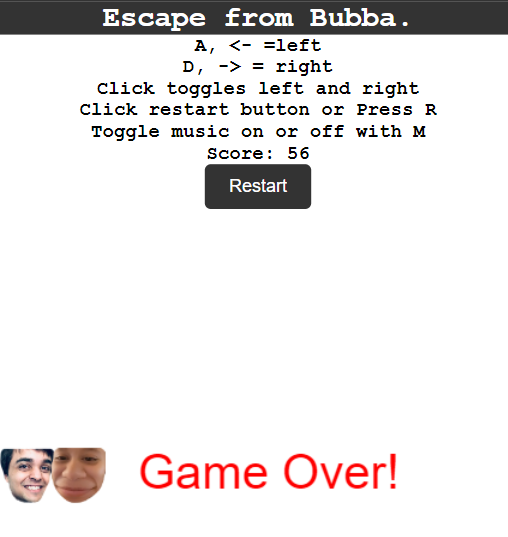 Escape from Bubba.
A, <- =left
D, -> = right
Click toggles left and right
Click restart button or Press R
Toggle music on or off with M
Score: 56
Restart
Game Over!